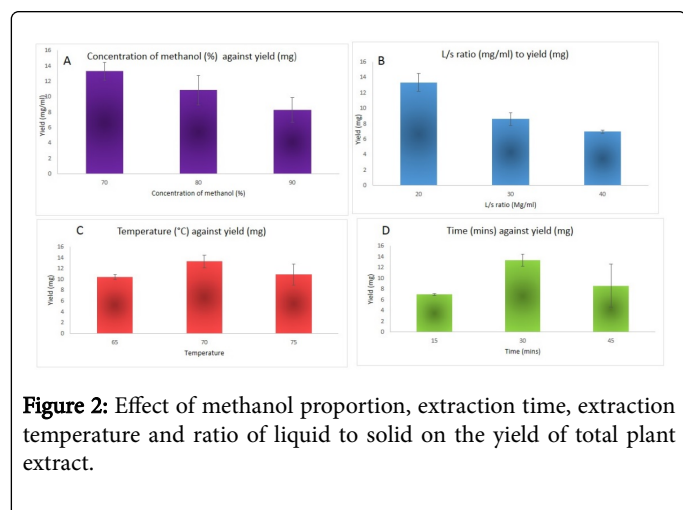 A
Concentration of methanol (%) against yield (mg)
16
14
12
10
8
6
4
2
0
Yield (mg/ml)
70 80 90
Concentration of methanol (%)
B
L/s ratio (mg/ml) to yield (mg)
16
14
12
10
8
6
4
2
0
Yield (mg)
20 30 40
L/s ratio (Mg/ml)
C
Temperature (°C) against yield (mg)
16
14
12
10
8
6
4
2
0
Yield (mg)
65 70 75
Temperature
D
Time (mins) against yield (mg)
16
14
12
10
8
6
4
2
0
Yield (mg)
15 30 45
Time (mins)
Figure 2: Effect of methanol proportion, extraction time, extraction
temperature and ratio of liquid to solid on the yield of total plant
extract.